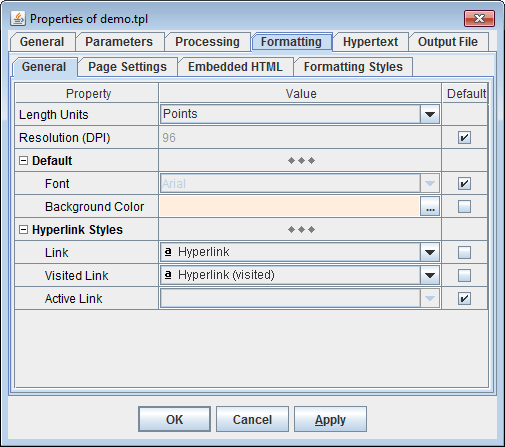 Properties of demo.tpl
General Parameters Processing Formatting Hypertext Output File
General Page Settings Embedded HTML Formatting Styles
Property Value Default
Length Units Points
Resolution (DPI) 96
Default
Font Arial
Background Color ...
Hyperlink Styles
Link a Hyperlink
Visited Link a Hyperlink (visited)
Active Link
OK Cancel Apply